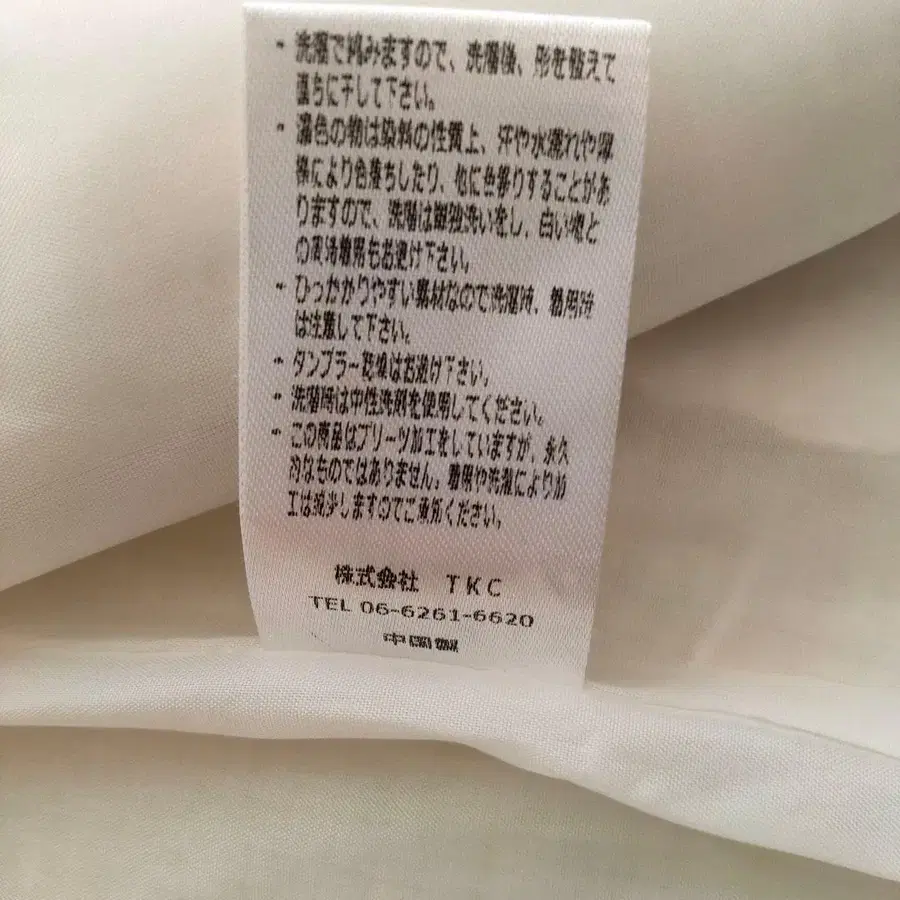 - 洗濯で縮みますので、洗濯後、形を整えて
直ちに干して下さい。
- 濃色の物は染料の性質上、汗や水濡れや摩
擦により色落ちしたり、他に色移りすることがあ
りますので、洗濯は単独洗いをし、白い物と
の着用もお避け下さい。
- ひっかかりやすい素材なので洗濯時、着用時
は注意して下さい。
- タンブラー乾燥はお避け下さい。
- 洗濯時は中性洗剤を使用してください。
- この商品はプリーツ加工をしていますが、永久
的なものではありません。着用や洗濯により加
工は減少しますのでご承知ください。
株式会社 TKC
TEL 06-6261-6620
中国製